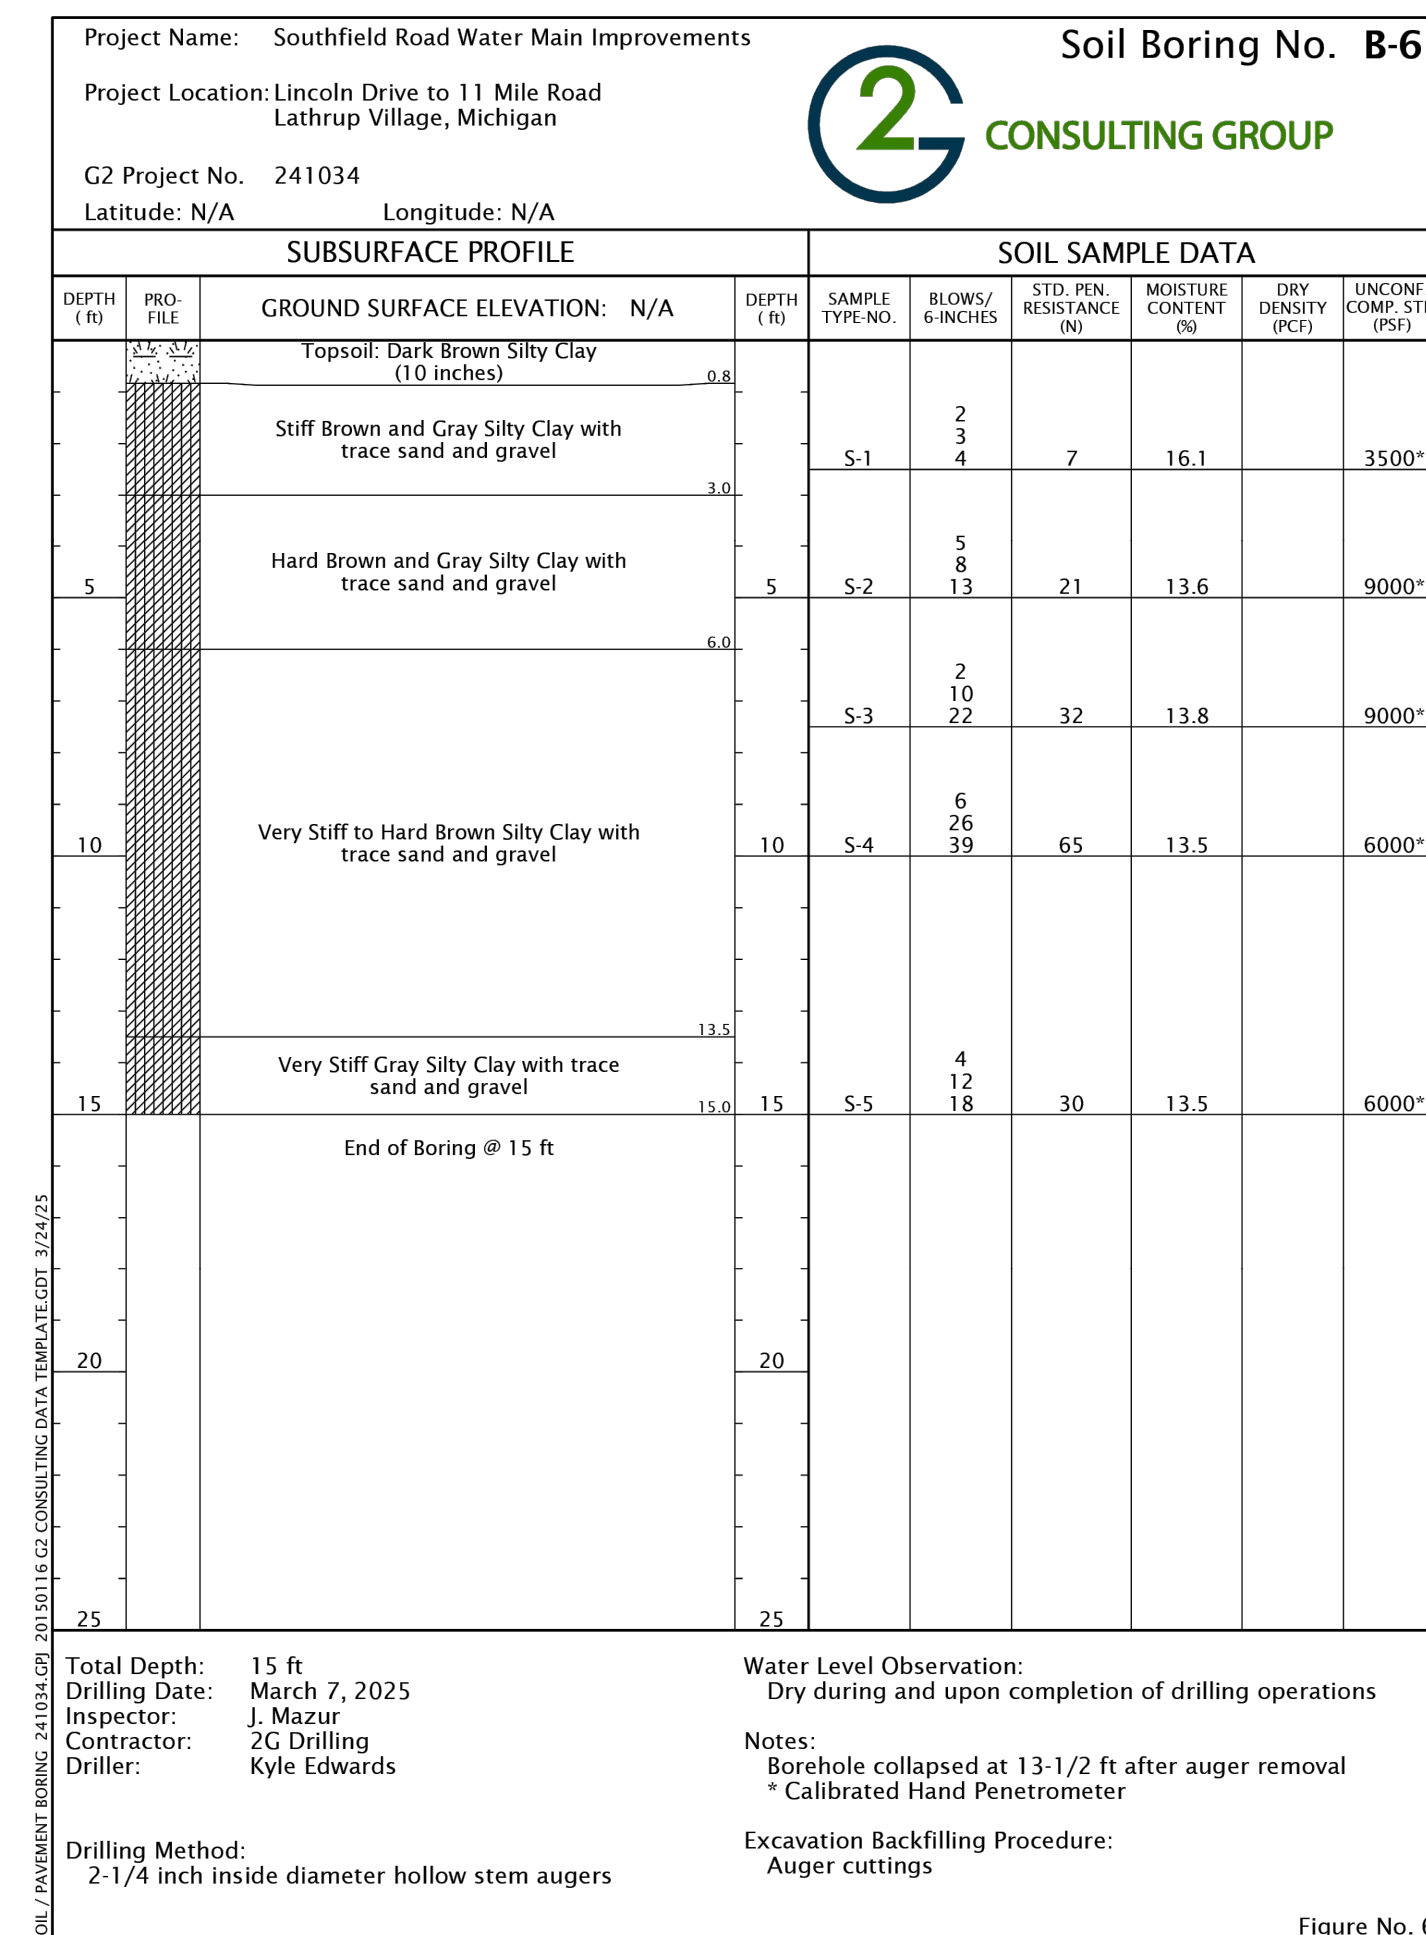 Project Name: Southfield Road Water Main Improvements
Soil Boring No. B-6
Project Location: Lincoln Drive to 11 Mile Road
Lathrup Village, Michigan
G2 CONSULTING GROUP
G2 Project No. 241034
Latitude: N/A Longitude: N/A
SUBSURFACE PROFILE SOIL SAMPLE DATA
DEPTH ( ft) PRO-FILE GROUND SURFACE ELEVATION: N/A DEPTH ( ft) SAMPLE TYPE-NO. BLOWS/ 6-INCHES STD. PEN. RESISTANCE (N) MOISTURE CONTENT (%) DRY DENSITY (PCF) UNCONF COMP. ST (PSF)
Topsoil: Dark Brown Silty Clay
(10 inches) 0.8
2
Stiff Brown and Gray Silty Clay with
3
trace sand and gravel
S-1 4 7 16.1 3500*
3.0
5
Hard Brown and Gray Silty Clay with
8
trace sand and gravel
5 5 S-2 13 21 13.6 9000*
6.0
2
10
S-3 22 32 13.8 9000*
6
26
Very Stiff to Hard Brown Silty Clay with
10 10 S-4 39 65 13.5 6000*
trace sand and gravel
13.5
4
Very Stiff Gray Silty Clay with trace
12
sand and gravel
15 15.0 15 S-5 18 30 13.5 6000*
End of Boring @ 15 ft
20 20
25 25
Total Depth: 15 ft
Drilling Date: March 7, 2025
Inspector: J. Mazur
Contractor: 2G Drilling
Driller: Kyle Edwards
Drilling Method:
2-1/4 inch inside diameter hollow stem augers
Water Level Observation:
Dry during and upon completion of drilling operations
Notes:
Borehole collapsed at 13-1/2 ft after auger removal
* Calibrated Hand Penetrometer
Excavation Backfilling Procedure:
Auger cuttings
Figure No. 6
OIL / PAVEMENT BORING 241034.GPJ 20150116 G2 CONSULTING DATA TEMPLATE.GDT 3/24/25